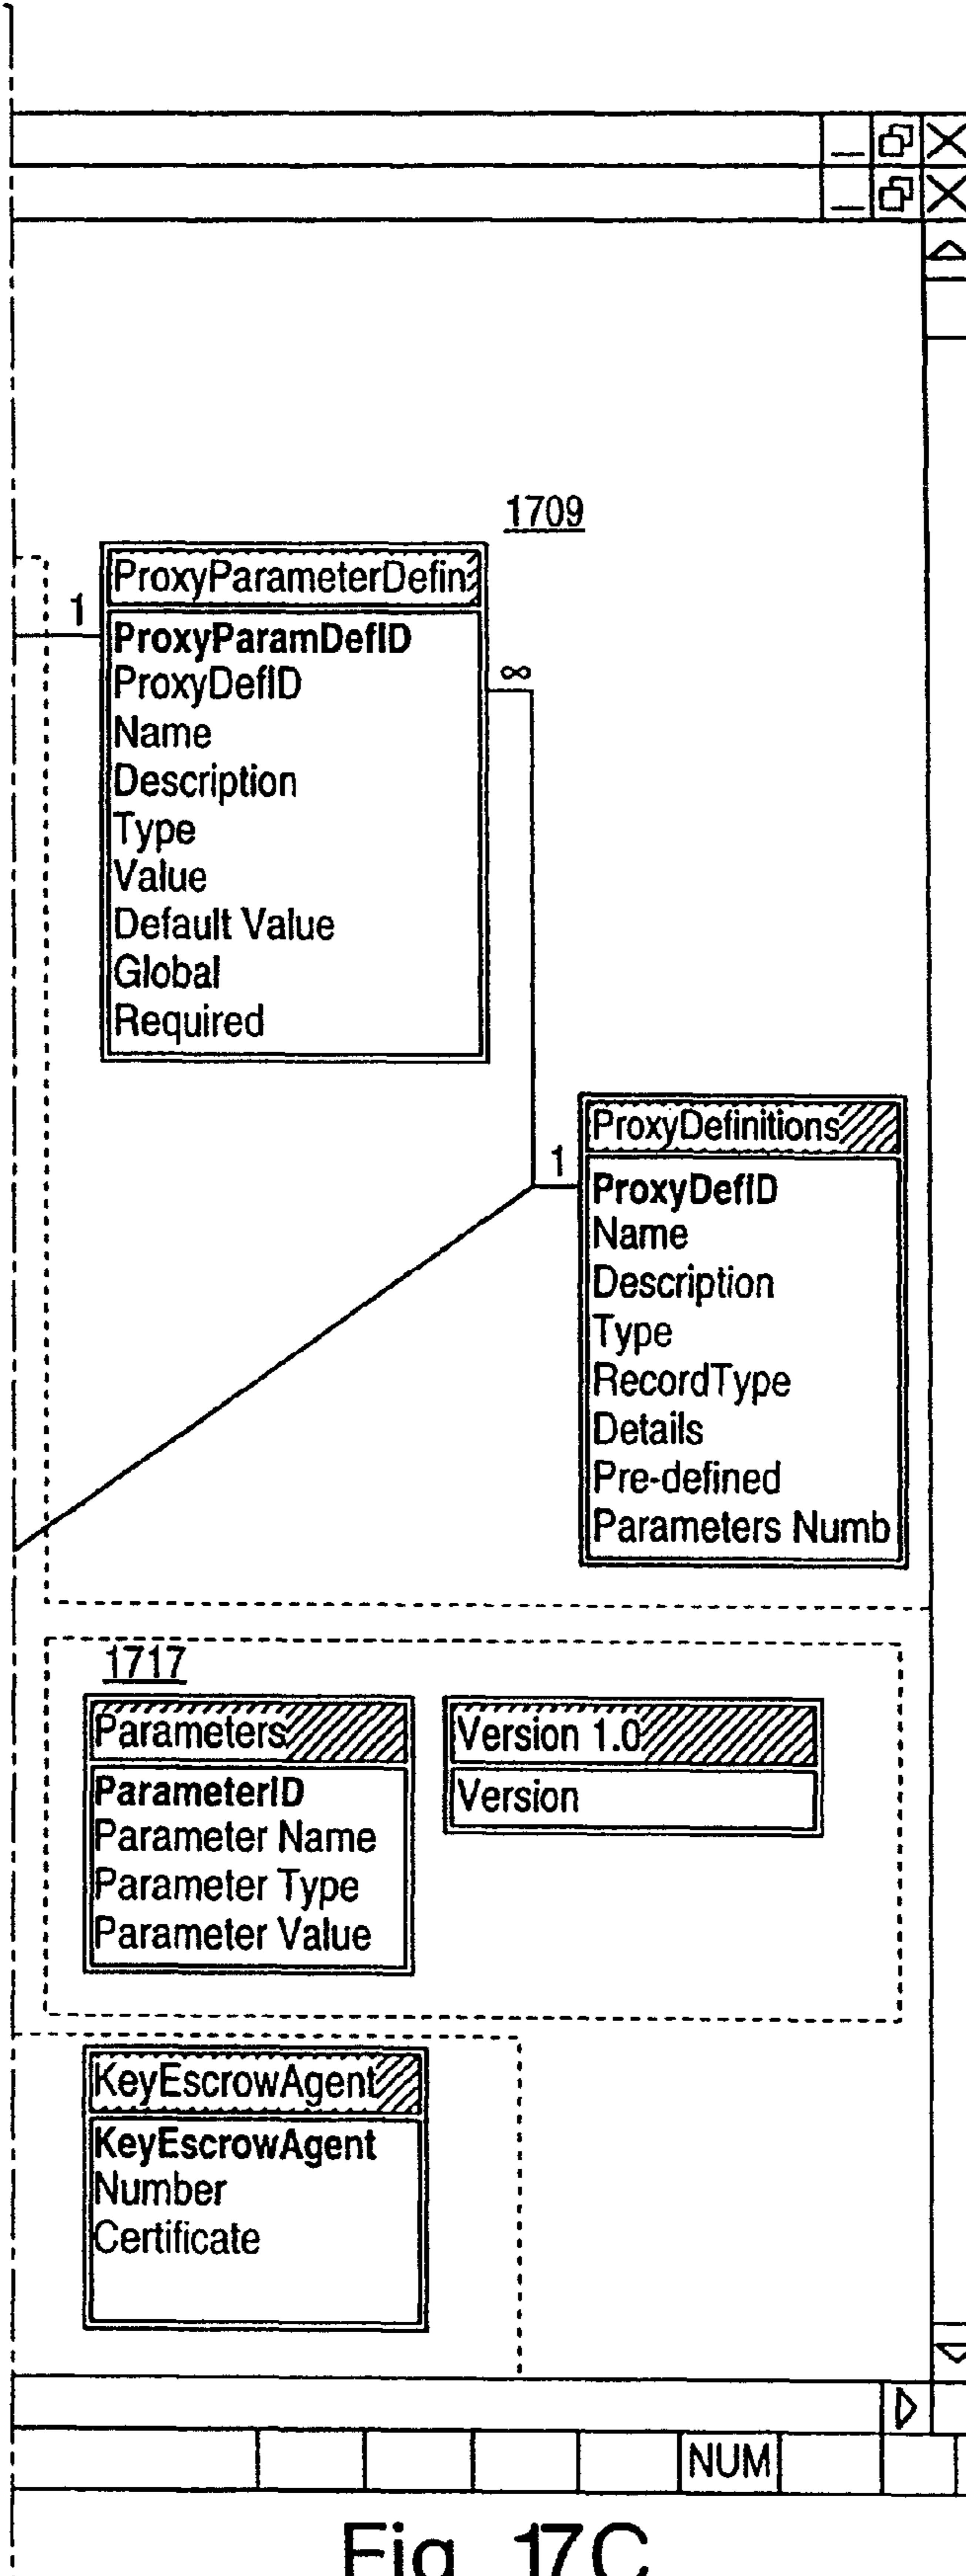 1709
ProxyParameterDefin
1
ProxyParamDefID
∞
ProxyDefID
Name
Description
Type
Value
Default Value
Global
Required
ProxyDefinitions
1
ProxyDefID
Name
Description
Type
RecordType
Details
Pre-defined
Parameters Numb
1717
Parameters
ParameterID
Parameter Name
Parameter Type
Parameter Value
Version 1.0
Version
KeyEscrowAgent
KeyEscrowAgent
Number
Certificate
NUM
Fig. 17C